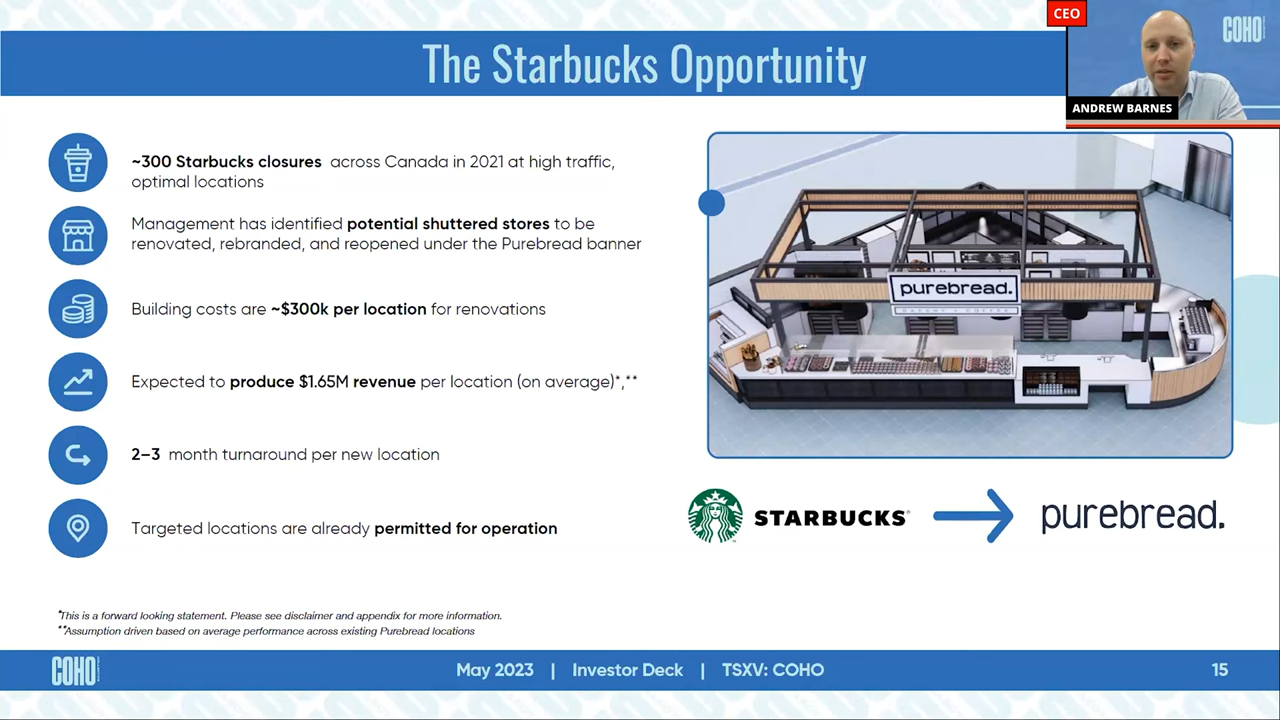 CEO
COHO
The Starbucks Opportunity
ANDREW BARNES
~300 Starbucks closures across Canada in 2021 at high traffic,
optimal locations
Management has identified potential shuttered stores to be
renovated, rebranded, and reopened under the Purebread banner
Building costs are ~$300k per location for renovations
Expected to produce $1.65M revenue per location (on average)*,**
2–3 month turnaround per new location
Targeted locations are already permitted for operation
purebread.
BAKERY + COFFEE
STARBUCKS®
purebread.
*This is a forward looking statement. Please see disclaimer and appendix for more information.
**Assumption driven based on average performance across existing Purebread locations
COHO
May 2023 | Investor Deck | TSXV: COHO
15